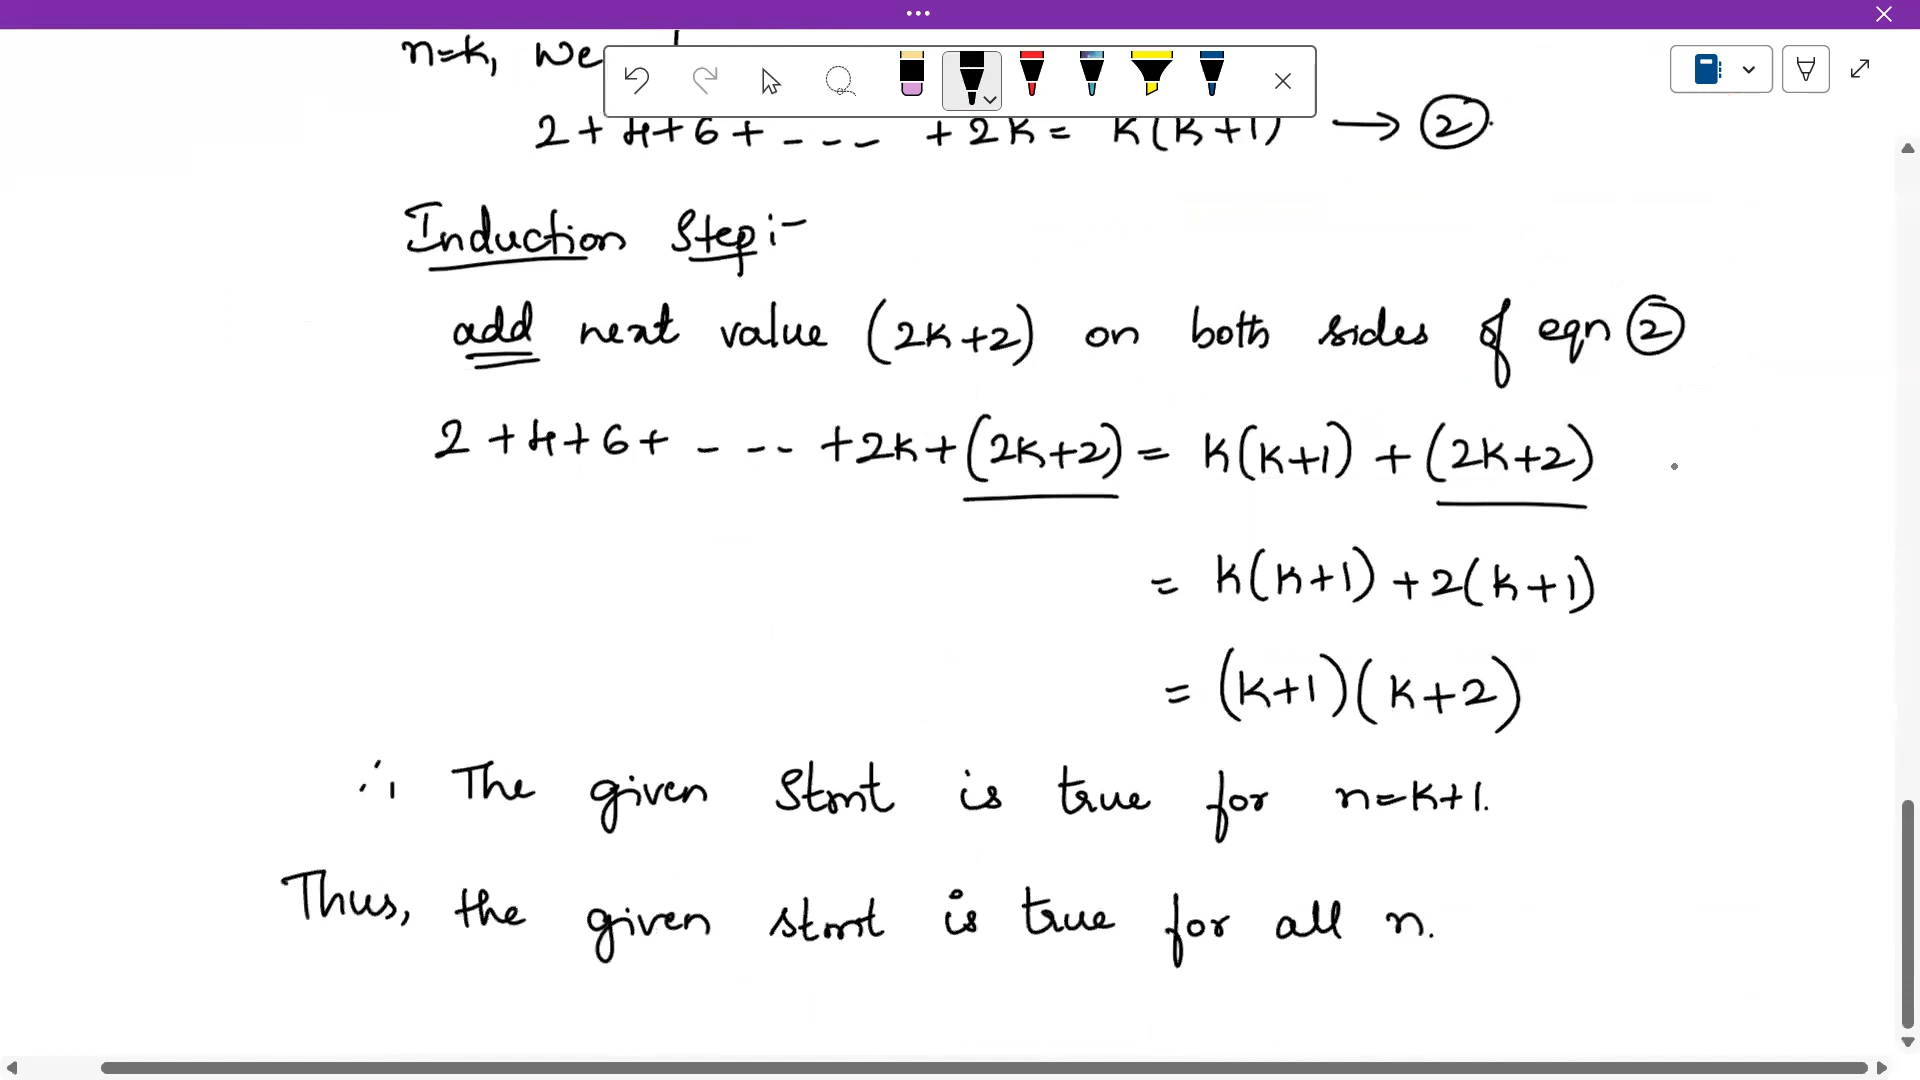 n=k, we
2 + 4 + 6 + - - - + 2k = k(k+1) → ②.
Induction Step:-
add next value (2k+2) on both sides of eqn ②
2 + 4 + 6 + - - - + 2k + (2k+2) = k(k+1) + (2k+2)
= k(k+1) + 2(k+1)
= (k+1)(k+2)
∴ The given Stmt is true for n=k+1.
Thus, the given stmt is true for all n.